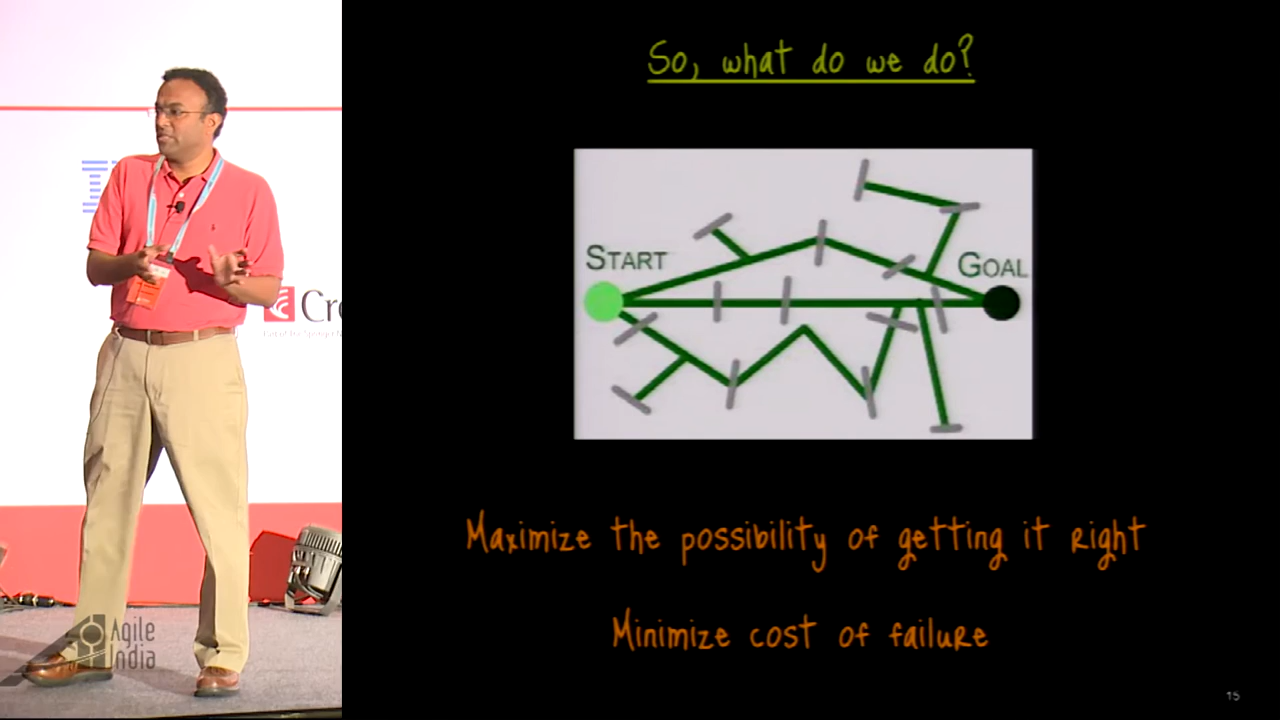 So, what do we do?
START
GOAL
Maximize the possibility of getting it right
Minimize cost of failure
Agile
India
15